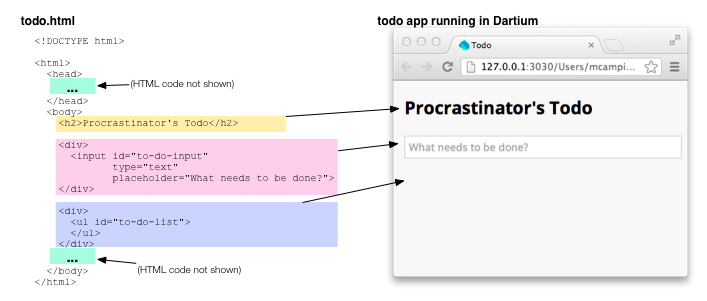 todo.html
<!DOCTYPE html>
<html>
<head>
...
(HTML code not shown)
</head>
<body>
<h2>Procrastinator's Todo</h2>
<div>
<input id="to-do-input"
type="text"
placeholder="What needs to be done?">
</div>
<div>
<ul id="to-do-list">
</ul>
</div>
...
(HTML code not shown)
</body>
</html>
todo app running in Dartium
Todo
127.0.0.1:3030/Users/mcampi...
Procrastinator's Todo
What needs to be done?